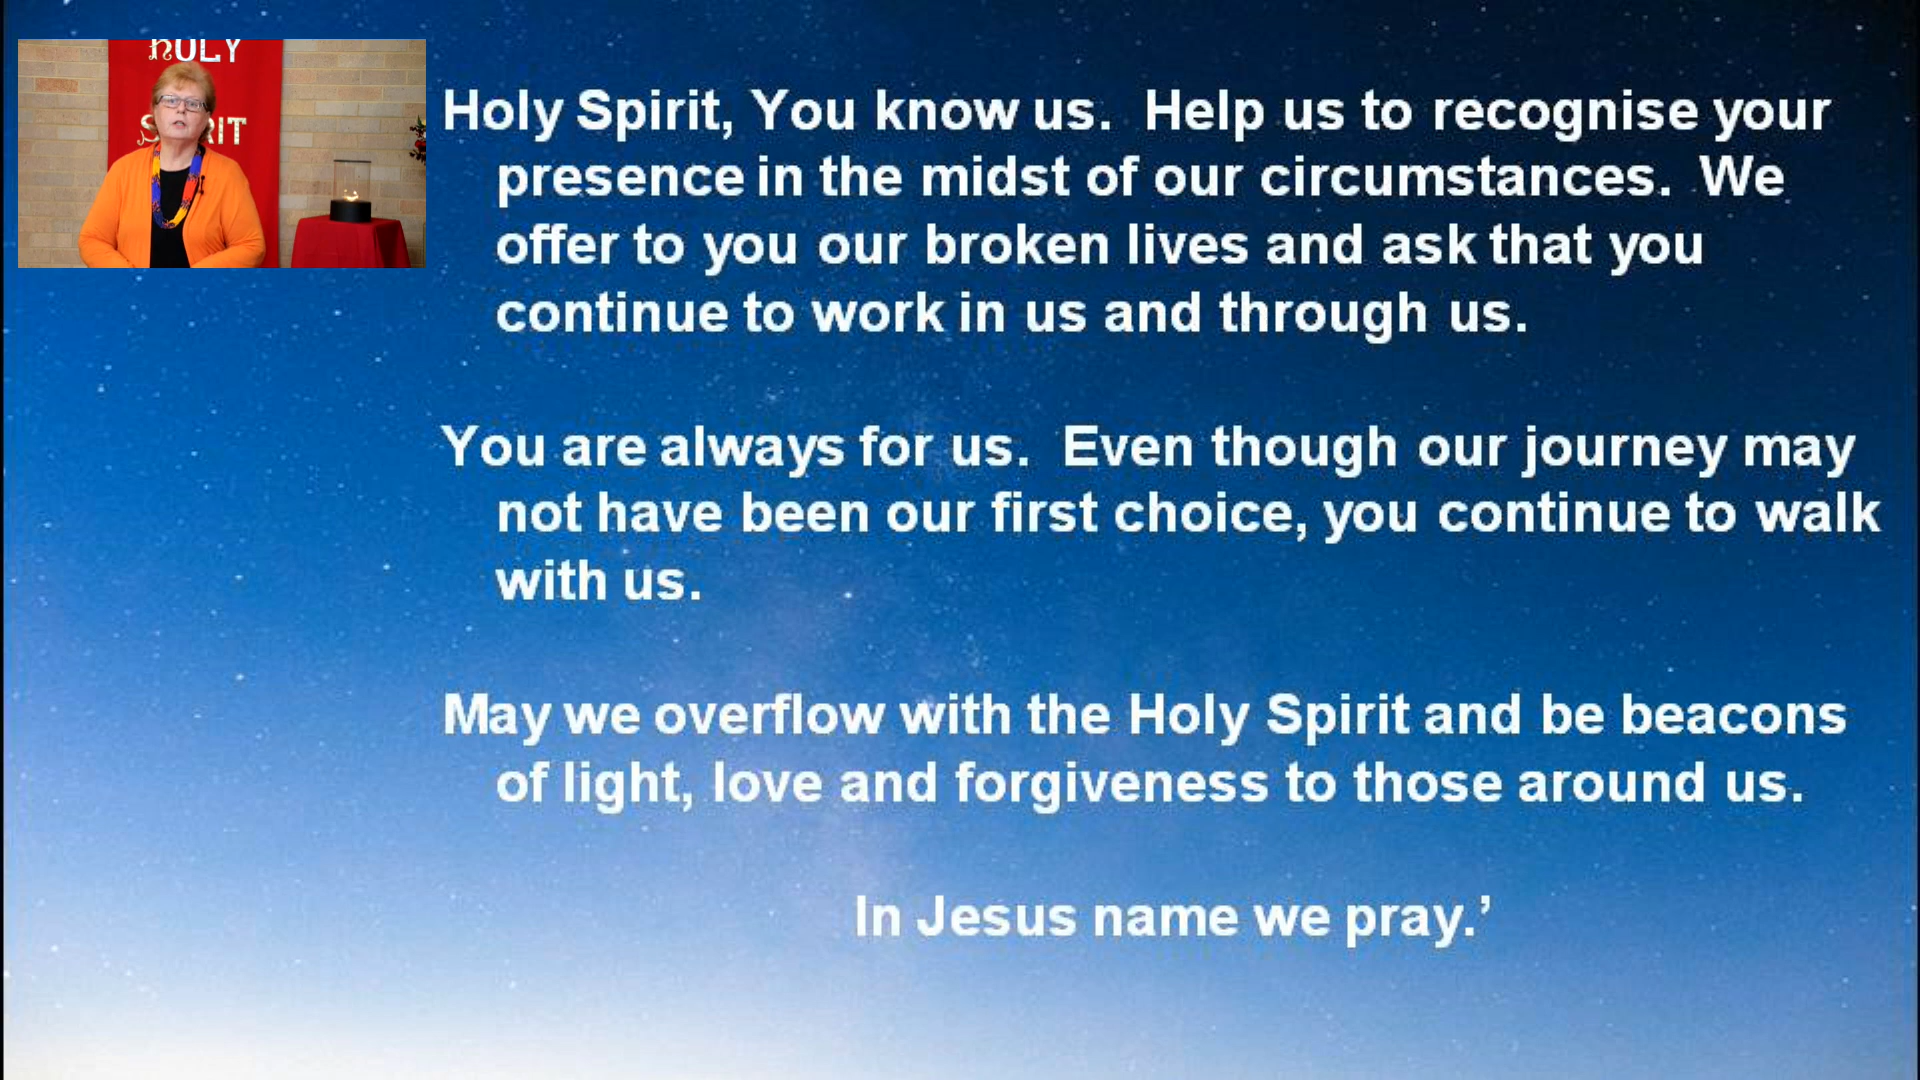 HOLY
SPIRIT
Holy Spirit, You know us. Help us to recognise your
presence in the midst of our circumstances. We
offer to you our broken lives and ask that you
continue to work in us and through us.
You are always for us. Even though our journey may
not have been our first choice, you continue to walk
with us.
May we overflow with the Holy Spirit and be beacons
of light, love and forgiveness to those around us.
In Jesus name we pray.’